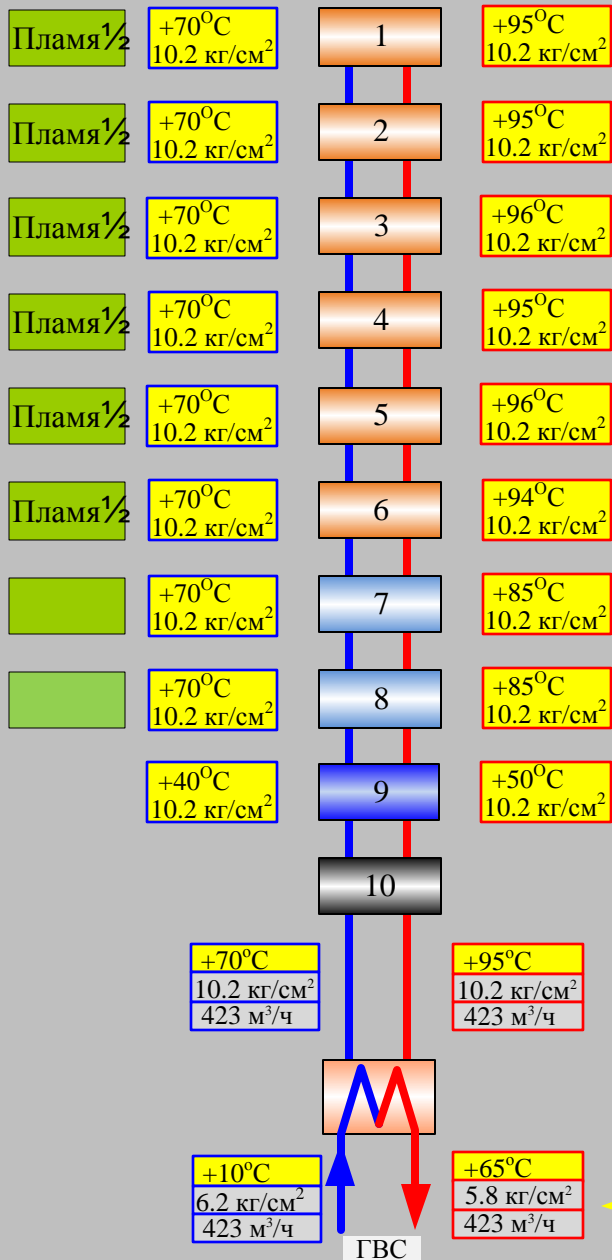 Пламя½
+70°C
10.2 кг/см²
1
+95°C
10.2 кг/см²
Пламя½
+70°C
10.2 кг/см²
2
+95°C
10.2 кг/см²
Пламя½
+70°C
10.2 кг/см²
3
+96°C
10.2 кг/см²
Пламя½
+70°C
10.2 кг/см²
4
+95°C
10.2 кг/см²
Пламя½
+70°C
10.2 кг/см²
5
+96°C
10.2 кг/см²
Пламя½
+70°C
10.2 кг/см²
6
+94°C
10.2 кг/см²
+70°C
10.2 кг/см²
7
+85°C
10.2 кг/см²
+70°C
10.2 кг/см²
8
+85°C
10.2 кг/см²
+40°C
10.2 кг/см²
9
+50°C
10.2 кг/см²
10
+70°C
10.2 кг/см²
423 м³/ч
+95°C
10.2 кг/см²
423 м³/ч
+10°C
6.2 кг/см²
423 м³/ч
+65°C
5.8 кг/см²
423 м³/ч
ГВС